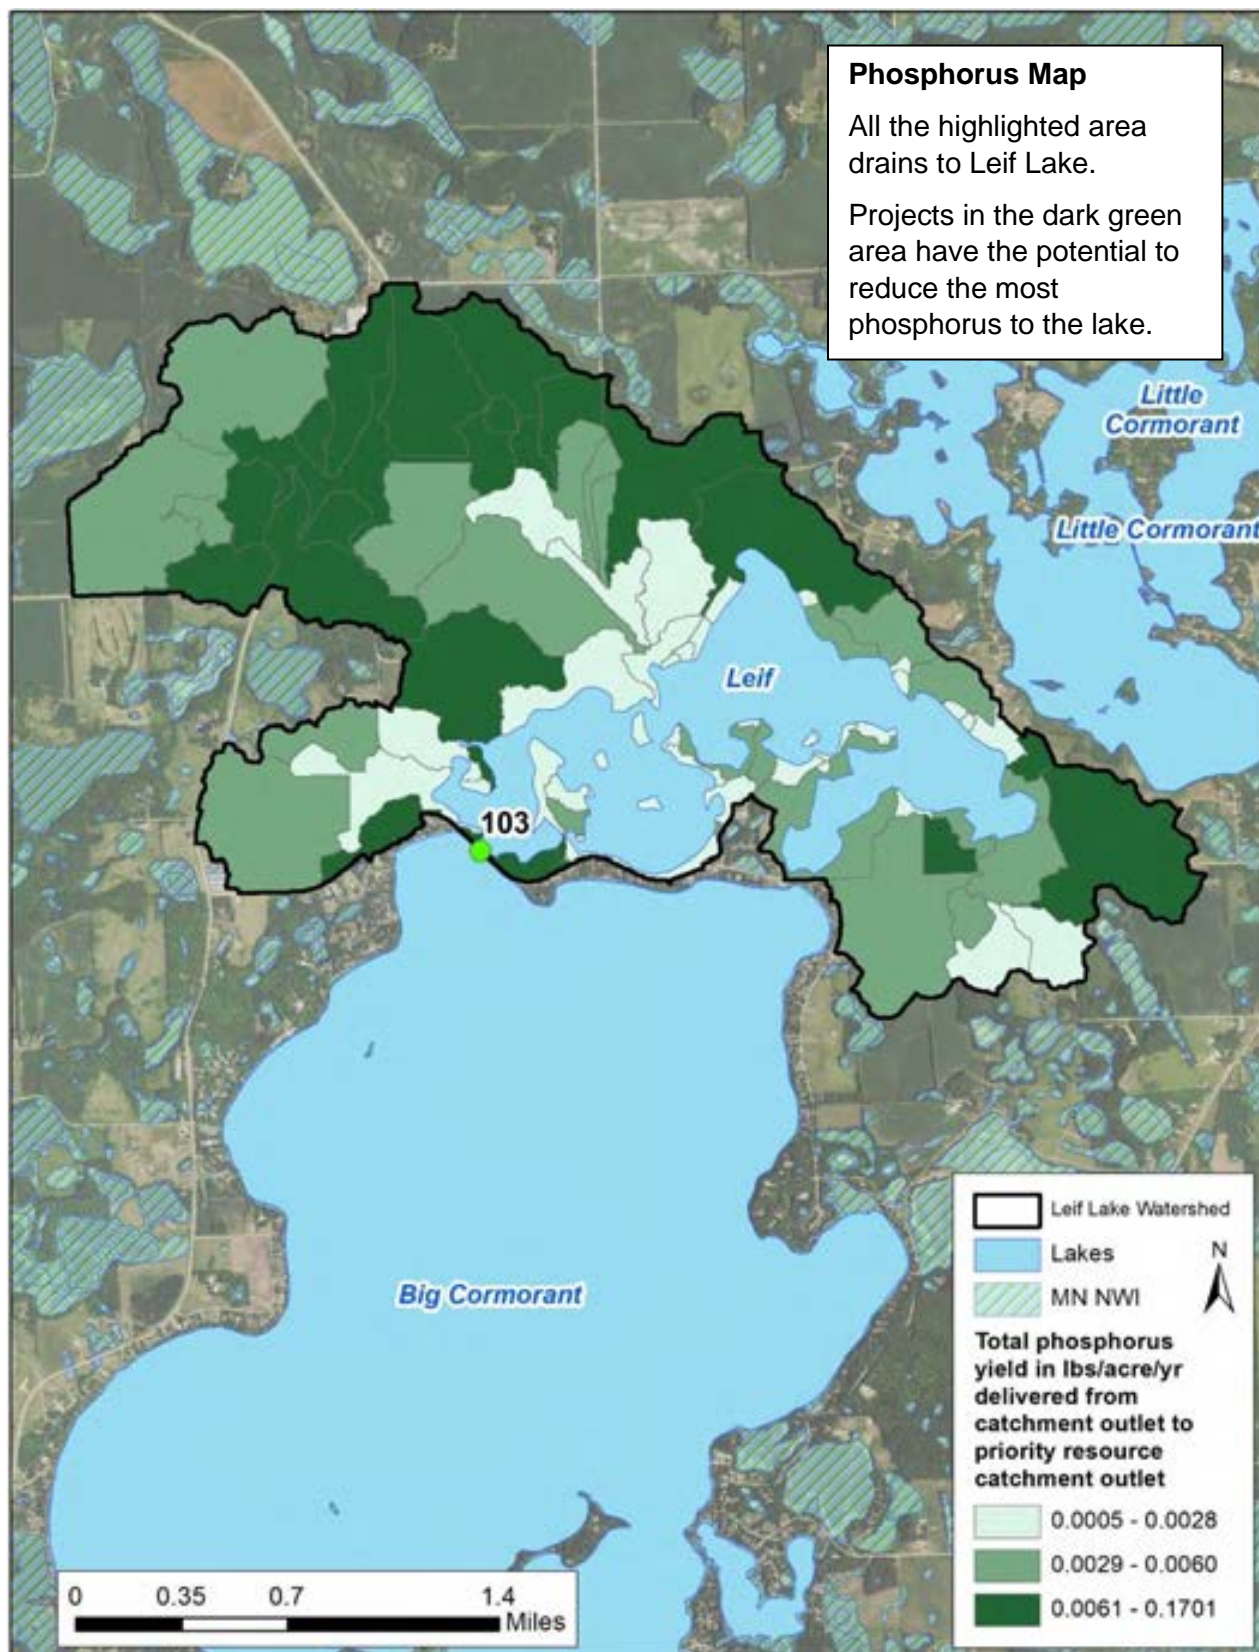 Phosphorus Map
All the highlighted area
drains to Leif Lake.
Projects in the dark green
area have the potential to
reduce the most
phosphorus to the lake.
Little
Cormorant
Little Cormorant
Leif
103
Big Cormorant
Leif Lake Watershed
Lakes
MN NWI
N
Total phosphorus
yield in lbs/acre/yr
delivered from
catchment outlet to
priority resource
catchment outlet
0.0005 - 0.0028
0.0029 - 0.0060
0.0061 - 0.1701
0 0.35 0.7 1.4
Miles